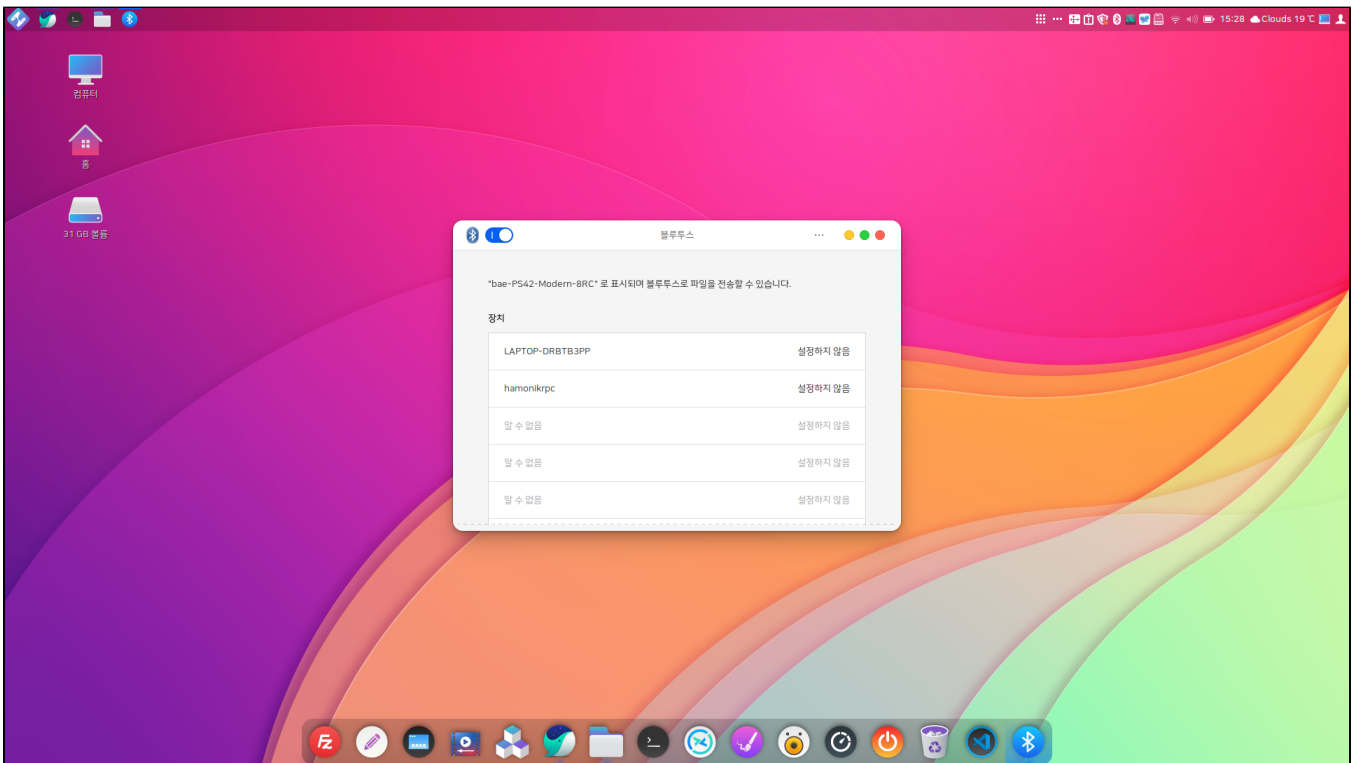 15:28 Clouds 19 ℃
컴퓨터
홈
31 GB 볼륨
블루투스
"bae-PS42-Modern-8RC" 로 표시되며 블루투스로 파일을 전송할 수 있습니다.
장치
LAPTOP-DRBTB3PP 설정하지 않음
hamonikrpc 설정하지 않음
알 수 없음 설정하지 않음
알 수 없음 설정하지 않음
알 수 없음 설정하지 않음
Fz